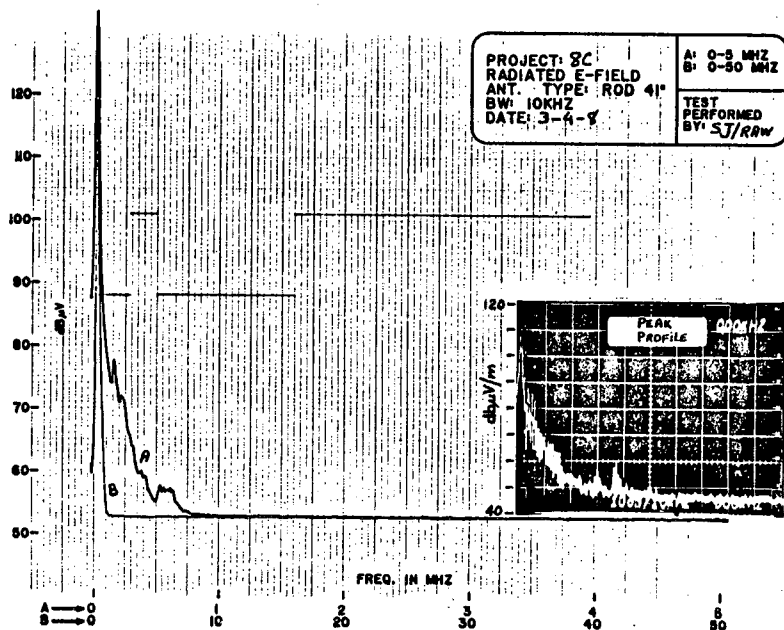 PROJECT: 8C
RADIATED E-FIELD
ANT. TYPE: ROD 41"
BW: 10KHZ
DATE: 3-4-8
A: 0-5 MHZ
B: 0-50 MHZ
TEST
PERFORMED
BY: SJ/RAW
120
110
100
90
80
70
60
50
dBµV
A
B
120
dbµV/m
40
PEAK
PROFILE
FREQ. IN MHZ
A → 0 1 2 3 4 5
B → 0 10 20 30 40 50